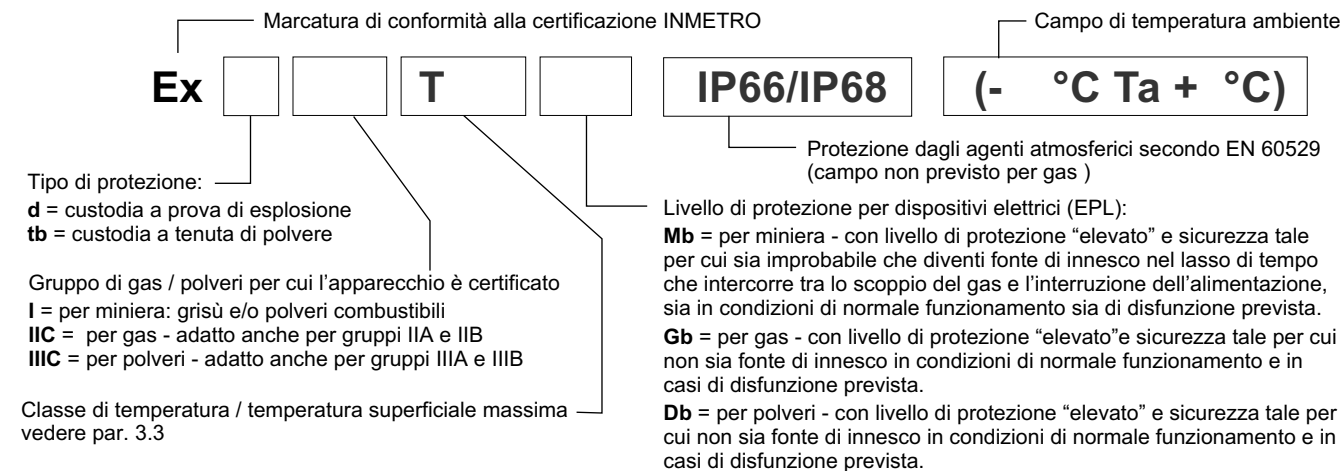 Marcatura di conformità alla certificazione INMETRO
Campo di temperatura ambiente
Ex T IP66/IP68 (- °C Ta + °C)
Protezione dagli agenti atmosferici secondo EN 60529
(campo non previsto per gas )
Tipo di protezione:
d = custodia a prova di esplosione
tb = custodia a tenuta di polvere
Gruppo di gas / polveri per cui l'apparecchio è certificato
I = per miniera: grisù e/o polveri combustibili
IIC = per gas - adatto anche per gruppi IIA e IIB
IIIC = per polveri - adatto anche per gruppi IIIA e IIIB
Classe di temperatura / temperatura superficiale massima
vedere par. 3.3
Livello di protezione per dispositivi elettrici (EPL):
Mb = per miniera - con livello di protezione “elevato” e sicurezza tale
per cui sia improbabile che diventi fonte di innesco nel lasso di tempo
che intercorre tra lo scoppio del gas e l'interruzione dell'alimentazione,
sia in condizioni di normale funzionamento sia di disfunzione prevista.
Gb = per gas - con livello di protezione “elevato”e sicurezza tale per cui
non sia fonte di innesco in condizioni di normale funzionamento e in
casi di disfunzione prevista.
Db = per polveri - con livello di protezione “elevato” e sicurezza tale per
cui non sia fonte di innesco in condizioni di normale funzionamento e in
casi di disfunzione prevista.